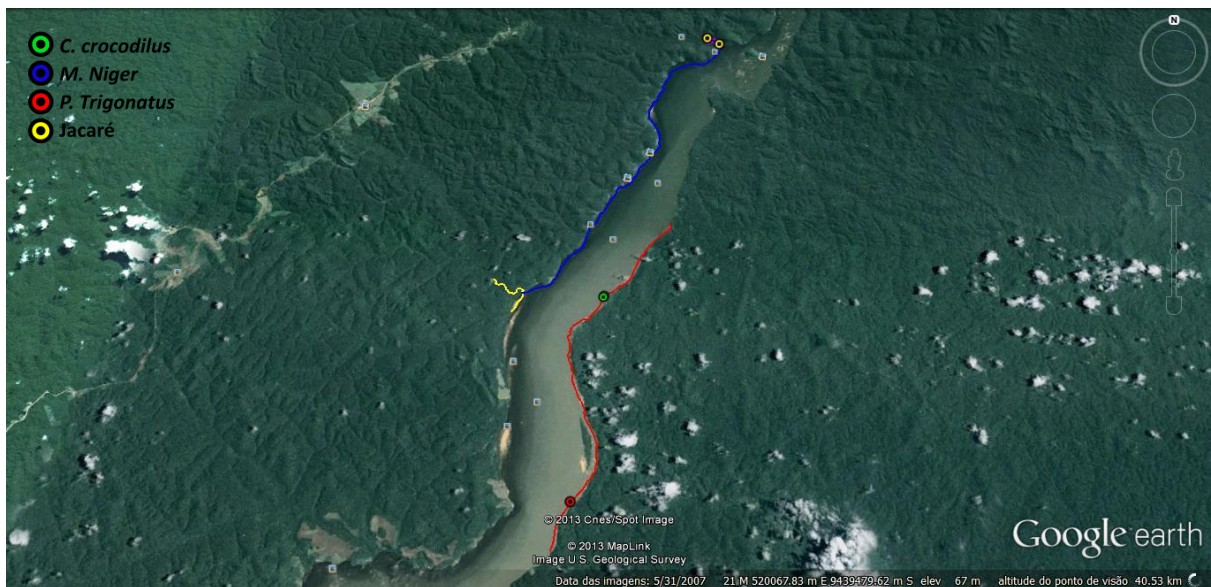 C. crocodilus
M. Niger
P. Trigonatus
Jacaré
N
© 2013 Cnes/Spot Image
© 2013 MapLink
Image U.S. Geological Survey
Google earth
Data das imagens: 5/31/2007 21 M 520067.83 m E 9439479.62 m S elev 67 m altitude do ponto de visão 40.53 km